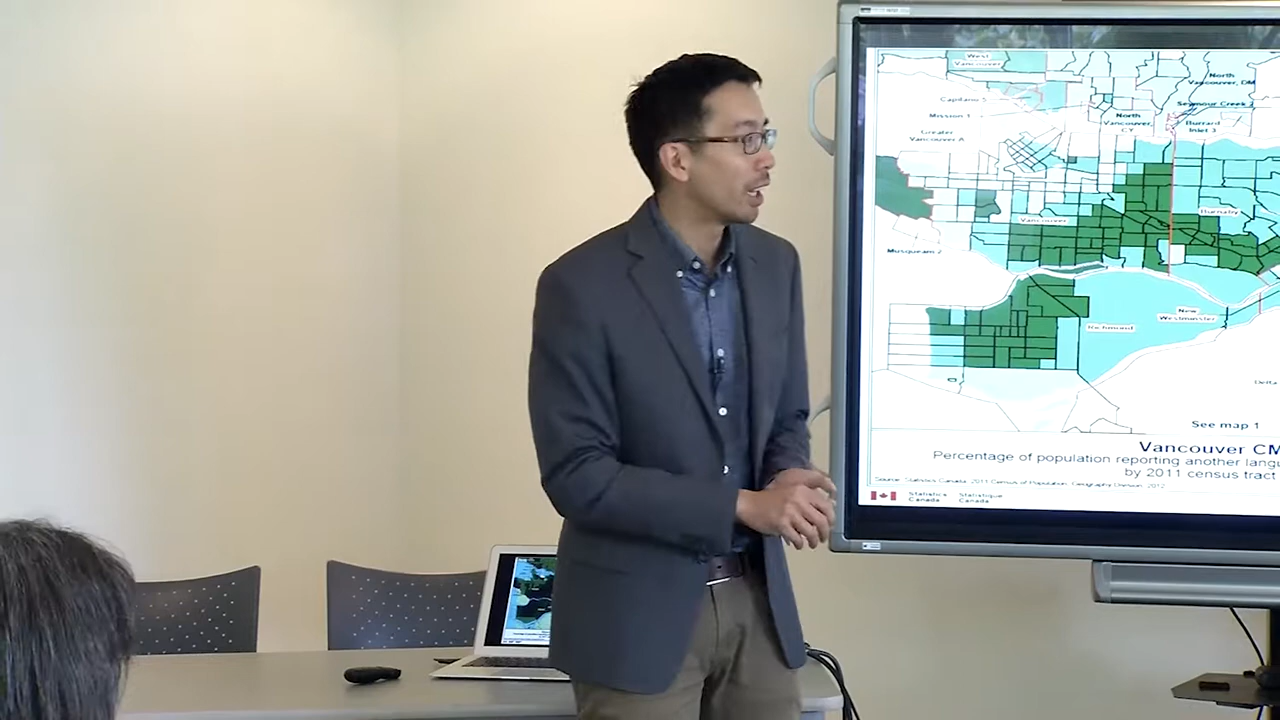 West
Vancouver
North
Vancouver, DM
Capilano 5
Seymour Creek 2
Mission 1
North
Vancouver,
CY
Burrard
Inlet 3
Greater
Vancouver A
Vancouver
Burnaby
Musqueam 2
New
Westminster
Richmond
Delta
See map 1
Vancouver CM
Percentage of population reporting another langu
by 2011 census tract
Source: Statistics Canada, 2011 Census of Population, Geography Division, 2012
Statistics Statistique
Canada Canada